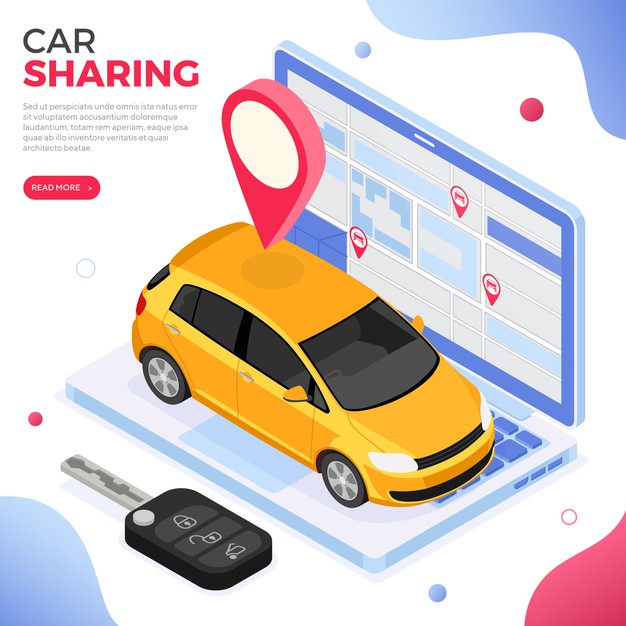 CAR
SHARING
Sed ut perspiciatis unde omnis iste natus error
sit voluptatem accusantium doloremque
laudantium, totam rem aperiam, eaque ipsa
quae ab illo inventore veritatis et quasi
architecto beatae.
READ MORE >